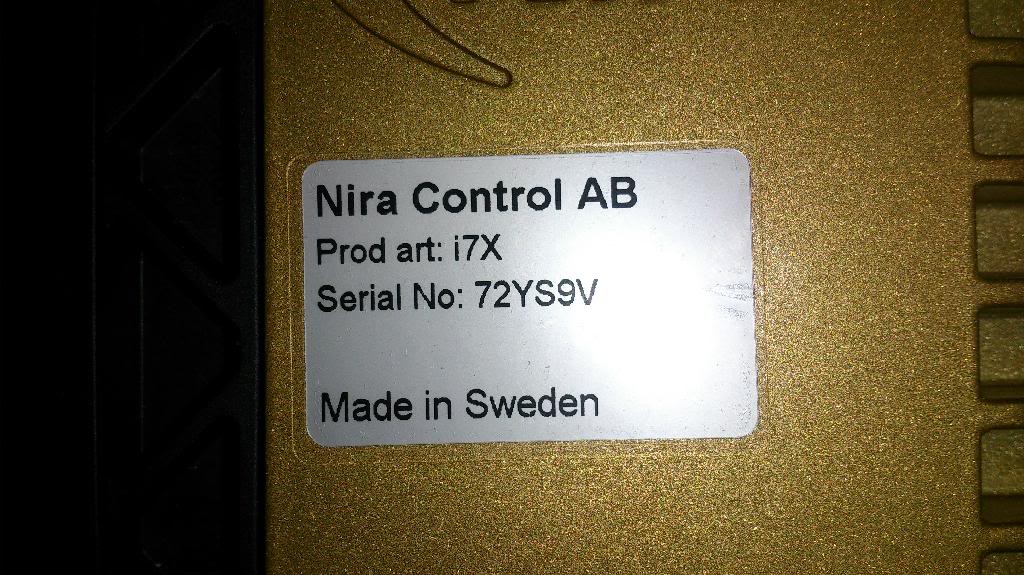 Nira Control AB
Prod art: i7X
Serial No: 72YS9V
Made in Sweden